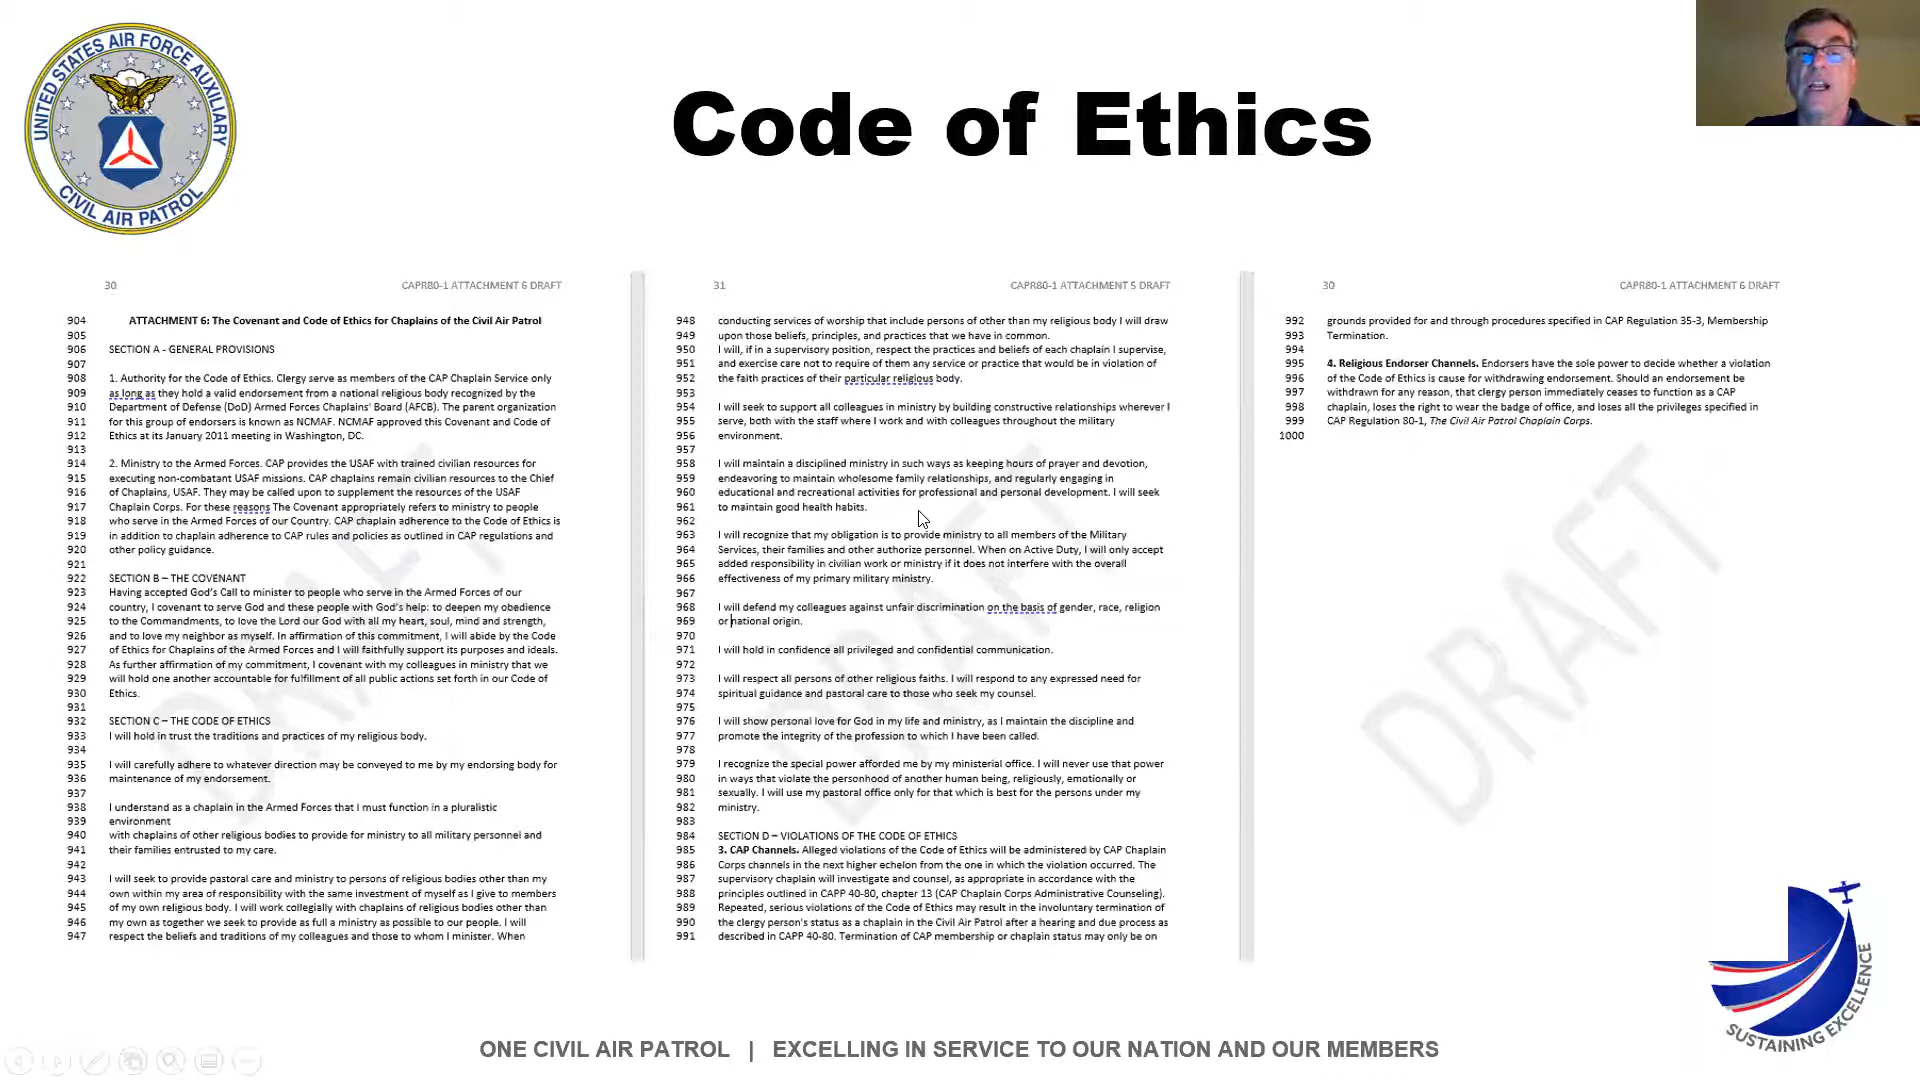 UNITED STATES AIR FORCE AUXILIARY
CIVIL AIR PATROL
Code of Ethics
30 CAPR80-1 ATTACHMENT 6 DRAFT
904 ATTACHMENT 6: The Covenant and Code of Ethics for Chaplains of the Civil Air Patrol
905
906 SECTION A - GENERAL PROVISIONS
907
908 1. Authority for the Code of Ethics. Clergy serve as members of the CAP Chaplain Service only
909 as long as they hold a valid endorsement from a national religious body recognized by the
910 Department of Defense (DoD) Armed Forces Chaplains' Board (AFCB). The parent organization
911 for this group of endorsers is known as NCMAF. NCMAF approved this Covenant and Code of
912 Ethics at its January 2011 meeting in Washington, DC.
913
914 2. Ministry to the Armed Forces. CAP provides the USAF with trained civilian resources for
915 executing non-combatant USAF missions. CAP chaplains remain civilian resources to the Chief
916 of Chaplains, USAF. They may be called upon to supplement the resources of the USAF
917 Chaplain Corps. For these reasons The Covenant appropriately refers to ministry to people
918 who serve in the Armed Forces of our Country. CAP chaplain adherence to the Code of Ethics is
919 in addition to chaplain adherence to CAP rules and policies as outlined in CAP regulations and
920 other policy guidance.
921
922 SECTION B – THE COVENANT
923 Having accepted God's Call to minister to people who serve in the Armed Forces of our
924 country, I covenant to serve God and these people with God's help: to deepen my obedience
925 to the Commandments, to love the Lord our God with all my heart, soul, mind and strength,
926 and to love my neighbor as myself. In affirmation of this commitment, I will abide by the Code
927 of Ethics for Chaplains of the Armed Forces and I will faithfully support its purposes and ideals.
928 As further affirmation of my commitment, I covenant with my colleagues in ministry that we
929 will hold one another accountable for fulfillment of all public actions set forth in our Code of
930 Ethics.
931
932 SECTION C – THE CODE OF ETHICS
933 I will hold in trust the traditions and practices of my religious body.
934
935 I will carefully adhere to whatever direction may be conveyed to me by my endorsing body for
936 maintenance of my endorsement.
937
938 I understand as a chaplain in the Armed Forces that I must function in a pluralistic
939 environment
940 with chaplains of other religious bodies to provide for ministry to all military personnel and
941 their families entrusted to my care.
942
943 I will seek to provide pastoral care and ministry to persons of religious bodies other than my
944 own within my area of responsibility with the same investment of myself as I give to members
945 of my own religious body. I will work collegially with chaplains of religious bodies other than
946 my own as together we seek to provide as full a ministry as possible to our people. I will
947 respect the beliefs and traditions of my colleagues and those to whom I minister. When
DRAFT
31 CAPR80-1 ATTACHMENT 5 DRAFT
948 conducting services of worship that include persons of other than my religious body I will draw
949 upon those beliefs, principles, and practices that we have in common.
950 I will, if in a supervisory position, respect the practices and beliefs of each chaplain I supervise,
951 and exercise care not to require of them any service or practice that would be in violation of
952 the faith practices of their particular religious body.
953
954 I will seek to support all colleagues in ministry by building constructive relationships wherever I
955 serve, both with the staff where I work and with colleagues throughout the military
956 environment.
957
958 I will maintain a disciplined ministry in such ways as keeping hours of prayer and devotion,
959 endeavoring to maintain wholesome family relationships, and regularly engaging in
960 educational and recreational activities for professional and personal development. I will seek
961 to maintain good health habits.
962
963 I will recognize that my obligation is to provide ministry to all members of the Military
964 Services, their families and other authorize personnel. When on Active Duty, I will only accept
965 added responsibility in civilian work or ministry if it does not interfere with the overall
966 effectiveness of my primary military ministry.
967
968 I will defend my colleagues against unfair discrimination on the basis of gender, race, religion
969 or national origin.
970
971 I will hold in confidence all privileged and confidential communication.
972
973 I will respect all persons of other religious faiths. I will respond to any expressed need for
974 spiritual guidance and pastoral care to those who seek my counsel.
975
976 I will show personal love for God in my life and ministry, as I maintain the discipline and
977 promote the integrity of the profession to which I have been called.
978
979 I recognize the special power afforded me by my ministerial office. I will never use that power
980 in ways that violate the personhood of another human being, religiously, emotionally or
981 sexually. I will use my pastoral office only for that which is best for the persons under my
982 ministry.
983
984 SECTION D – VIOLATIONS OF THE CODE OF ETHICS
985 3. CAP Channels. Alleged violations of the Code of Ethics will be administered by CAP Chaplain
986 Corps channels in the next higher echelon from the one in which the violation occurred. The
987 supervisory chaplain will investigate and counsel, as appropriate in accordance with the
988 principles outlined in CAPP 40-80, chapter 13 (CAP Chaplain Corps Administrative Counseling).
989 Repeated, serious violations of the Code of Ethics may result in the involuntary termination of
990 the clergy person's status as a chaplain in the Civil Air Patrol after a hearing and due process as
991 described in CAPP 40-80. Termination of CAP membership or chaplain status may only be on
DRAFT
30 CAPR80-1 ATTACHMENT 6 DRAFT
992 grounds provided for and through procedures specified in CAP Regulation 35-3, Membership
993 Termination.
994
995 4. Religious Endorser Channels. Endorsers have the sole power to decide whether a violation
996 of the Code of Ethics is cause for withdrawing endorsement. Should an endorsement be
997 withdrawn for any reason, that clergy person immediately ceases to function as a CAP
998 chaplain, loses the right to wear the badge of office, and loses all the privileges specified in
999 CAP Regulation 80-1, The Civil Air Patrol Chaplain Corps.
1000
DRAFT
SUSTAINING EXCELLENCE
ONE CIVIL AIR PATROL | EXCELLING IN SERVICE TO OUR NATION AND OUR MEMBERS